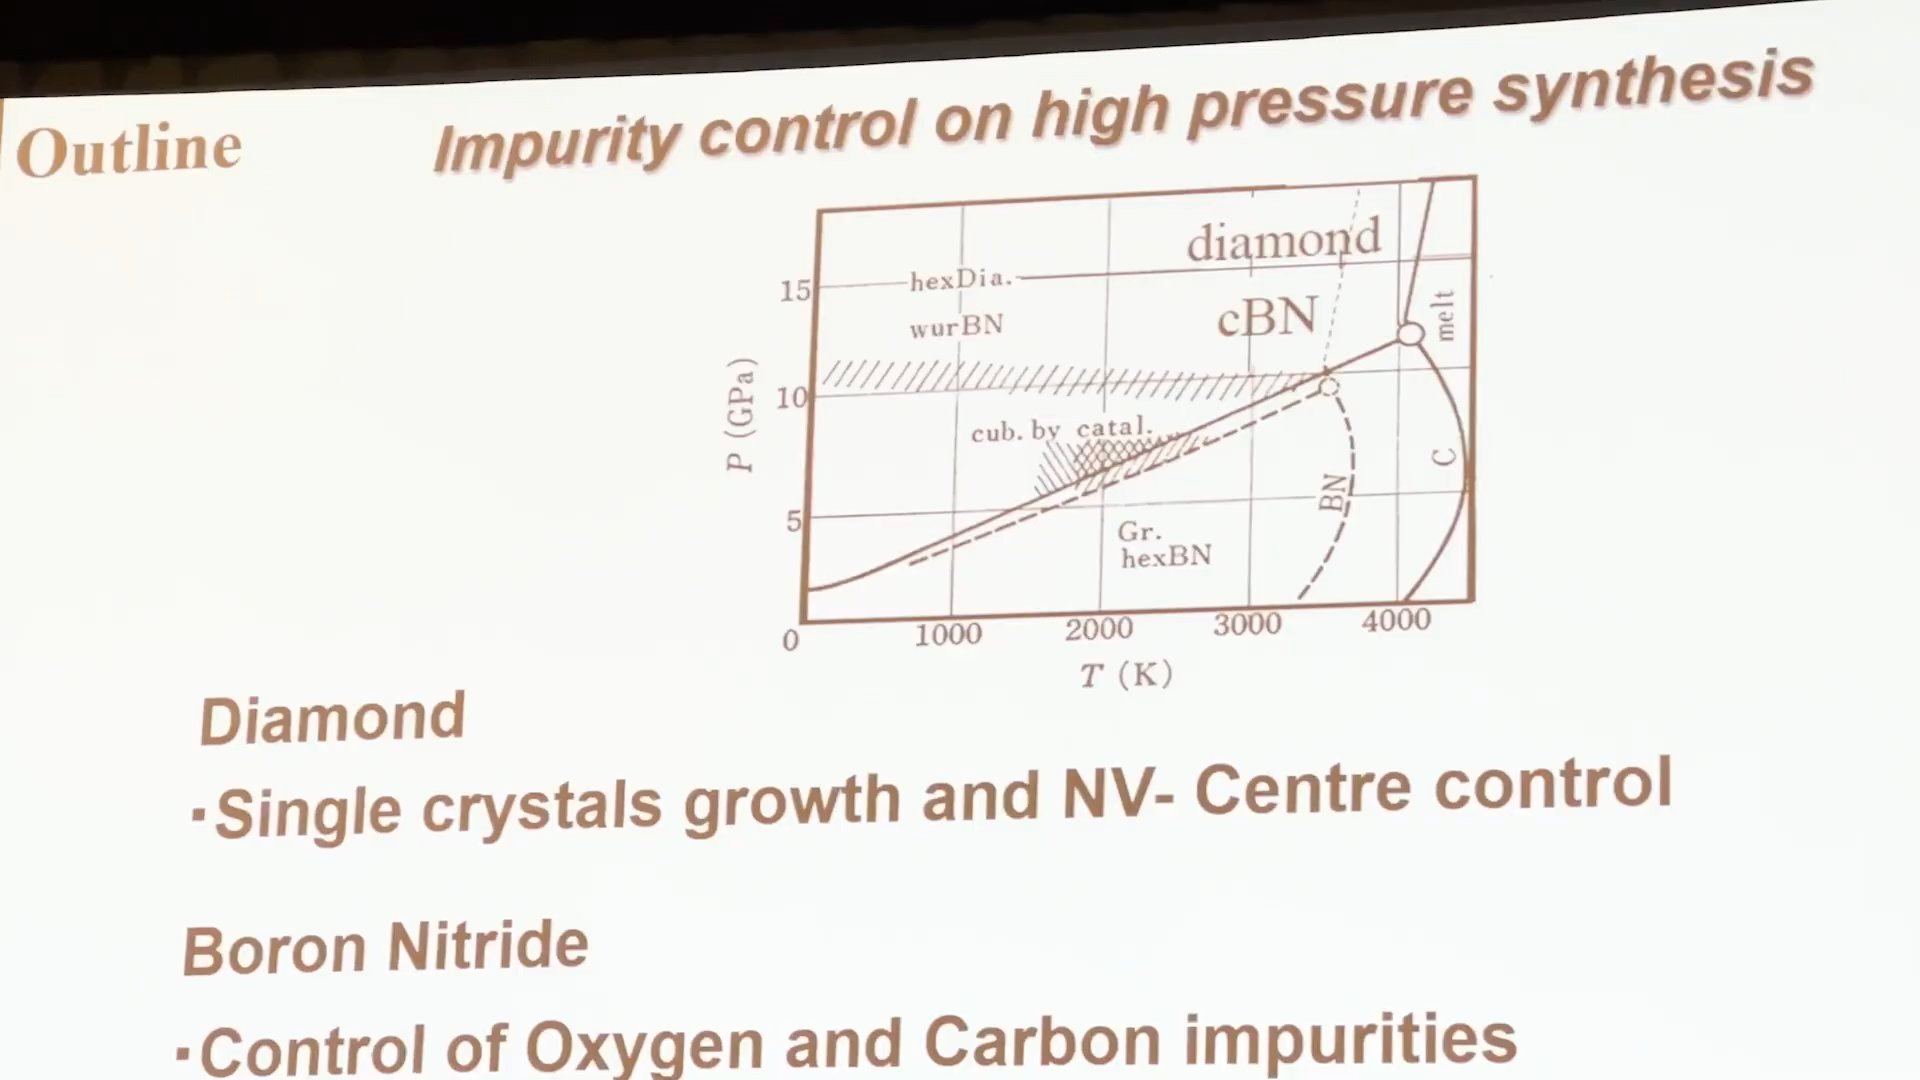 Outline
Impurity control on high pressure synthesis
diamond
15
hexDia.
cBN
wurBN
melt
P (GPa)
10
cub. by catal.
C
BN
5
Gr.
hexBN
0
1000
2000
3000
4000
T (K)
Diamond
·Single crystals growth and NV- Centre control
Boron Nitride
·Control of Oxygen and Carbon impurities